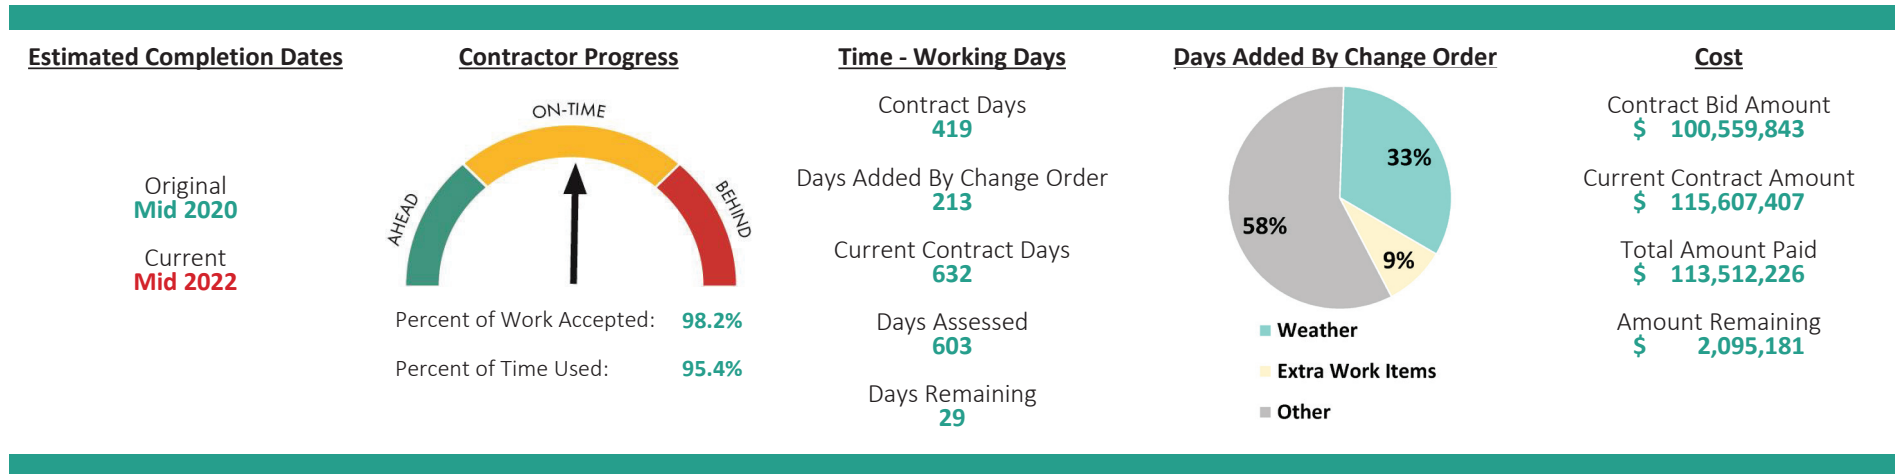 Estimated Completion Dates
Original
Mid 2020
Current
Mid 2022
Contractor Progress
AHEAD
ON-TIME
BEHIND
Percent of Work Accepted: 98.2%
Percent of Time Used: 95.4%
Time - Working Days
Contract Days
419
Days Added By Change Order
213
Current Contract Days
632
Days Assessed
603
Days Remaining
29
Days Added By Change Order
33%
58%
9%
Weather
Extra Work Items
Other
Cost
Contract Bid Amount
$ 100,559,843
Current Contract Amount
$ 115,607,407
Total Amount Paid
$ 113,512,226
Amount Remaining
$ 2,095,181